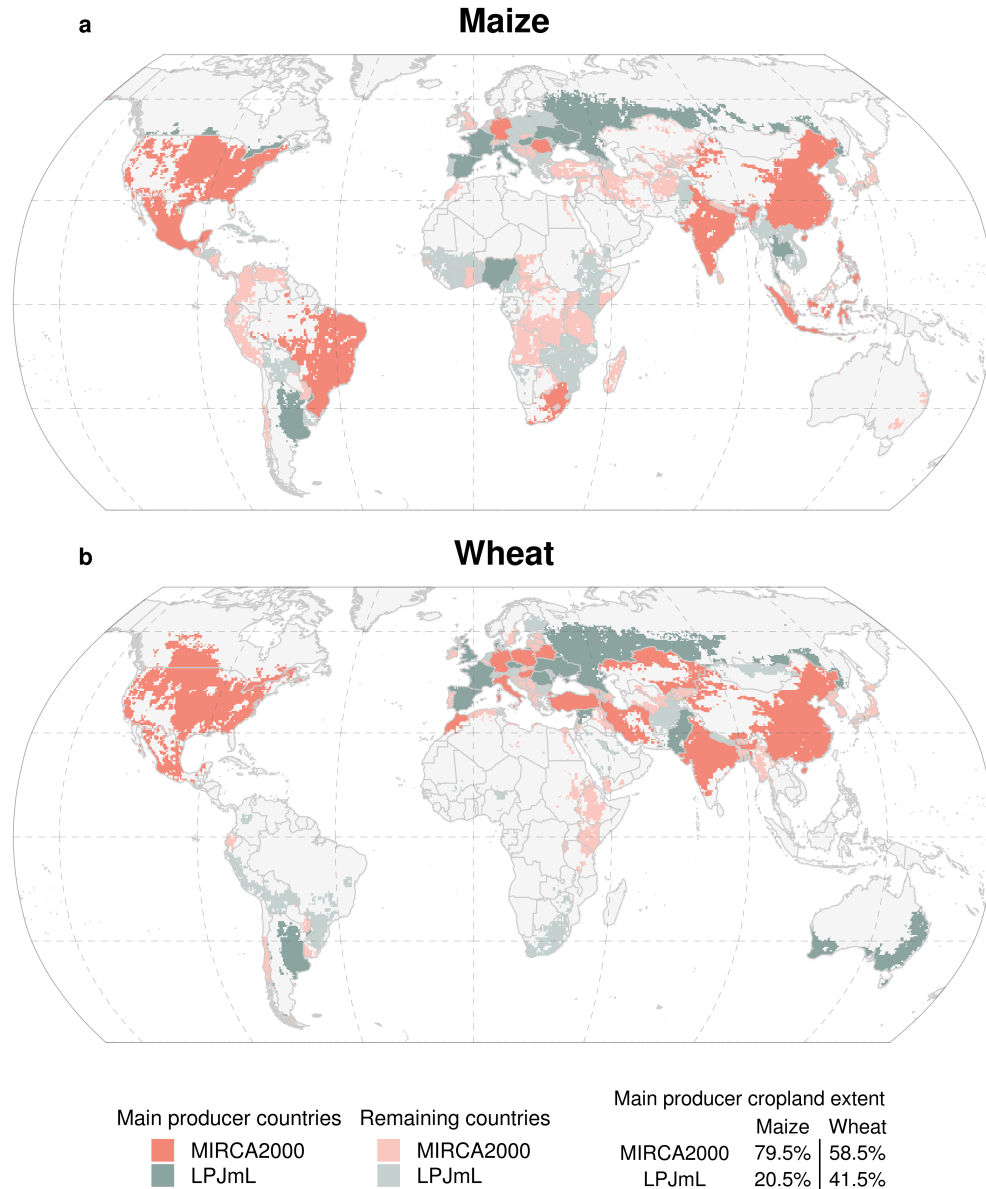 a
Maize
b
Wheat
Main producer countries
MIRCA2000
LPJmL
Remaining countries
MIRCA2000
LPJmL
Main producer cropland extent
Maize Wheat
MIRCA2000 79.5% 58.5%
LPJmL 20.5% 41.5%